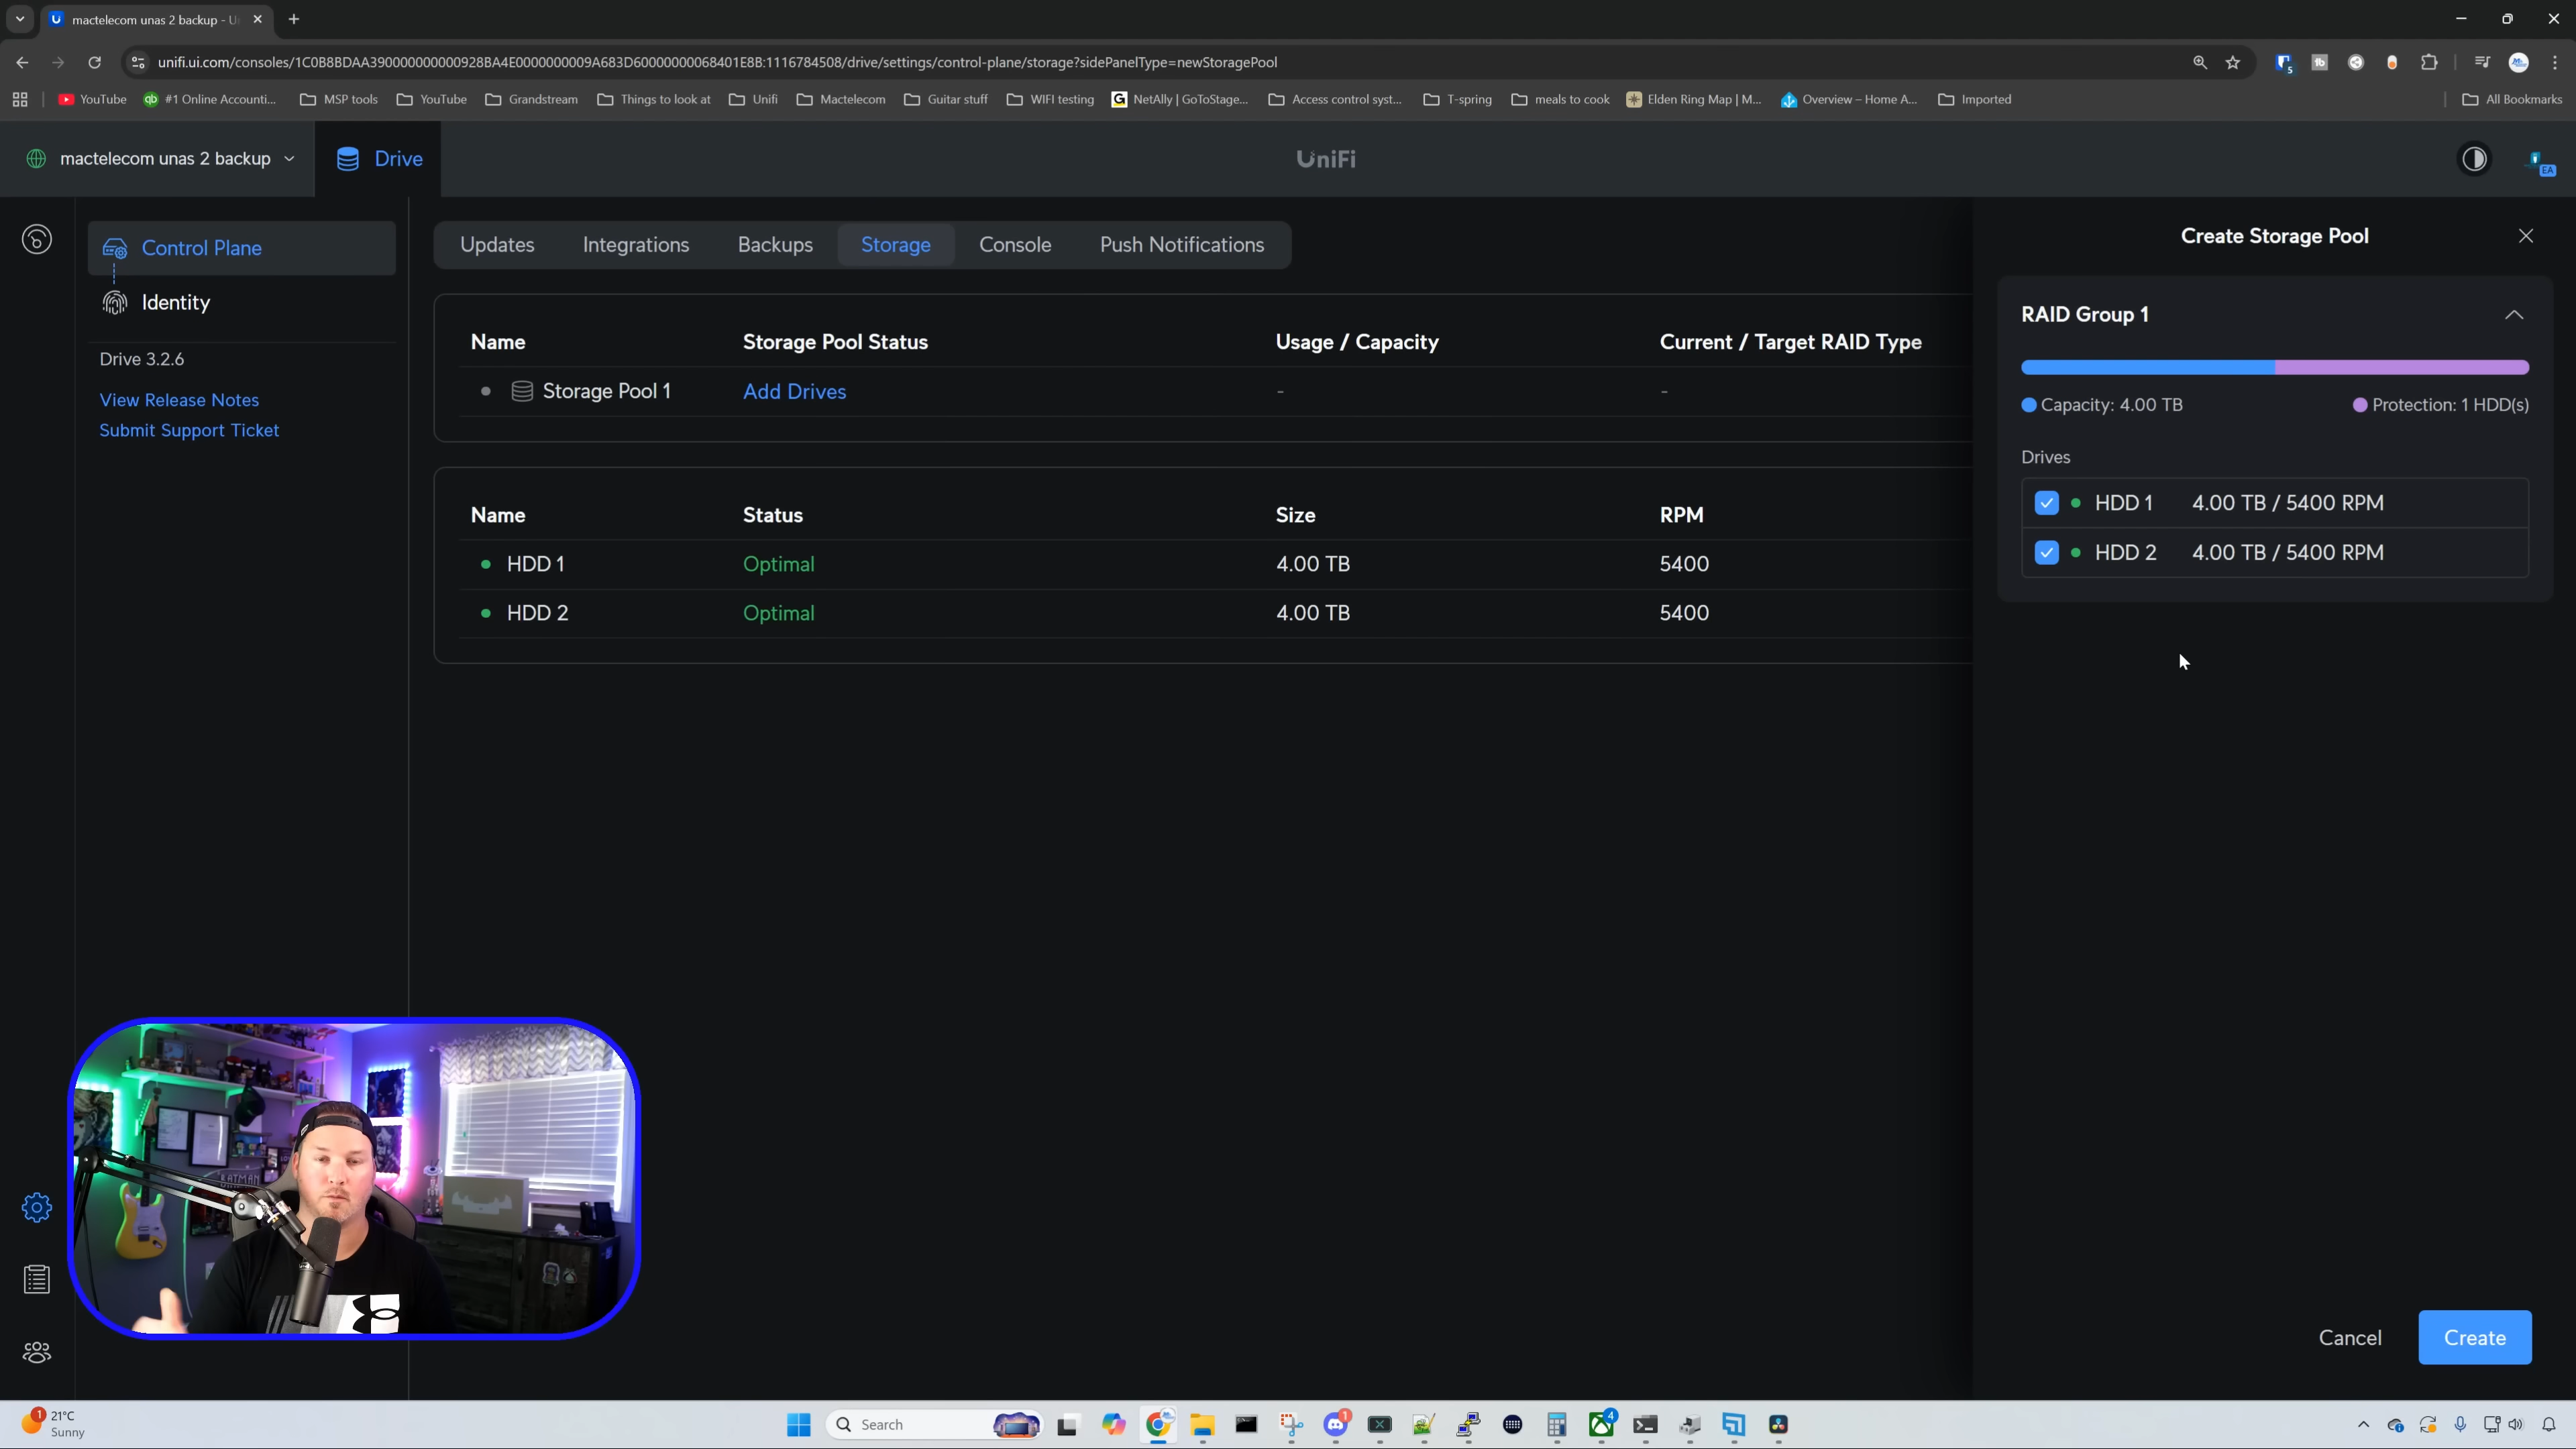 mactelecom unas 2 backup - U
unifi.ui.com/consoles/1C0B8BDAA390000000000928BA4E0000000009A683D60000000068401E8B:1116784508/drive/settings/control-plane/storage?sidePanelType=newStoragePool
YouTube #1 Online Accounti... MSP tools YouTube Grandstream Things to look at Unifi Mactelecom Guitar stuff WIFI testing NetAlly | GoToStage... Access control syst... T-spring meals to cook Elden Ring Map | M... Overview – Home A... Imported All Bookmarks
mactelecom unas 2 backup Drive UniFi EA
Control Plane
Identity
Drive 3.2.6
View Release Notes
Submit Support Ticket
Updates Integrations Backups Storage Console Push Notifications
Name Storage Pool Status Usage / Capacity Current / Target RAID Type
Storage Pool 1 Add Drives - -
Name Status Size RPM
HDD 1 Optimal 4.00 TB 5400
HDD 2 Optimal 4.00 TB 5400
Create Storage Pool
RAID Group 1
Capacity: 4.00 TB Protection: 1 HDD(s)
Drives
HDD 1 4.00 TB / 5400 RPM
HDD 2 4.00 TB / 5400 RPM
Cancel Create
1 21°C
Sunny
Search
1
4